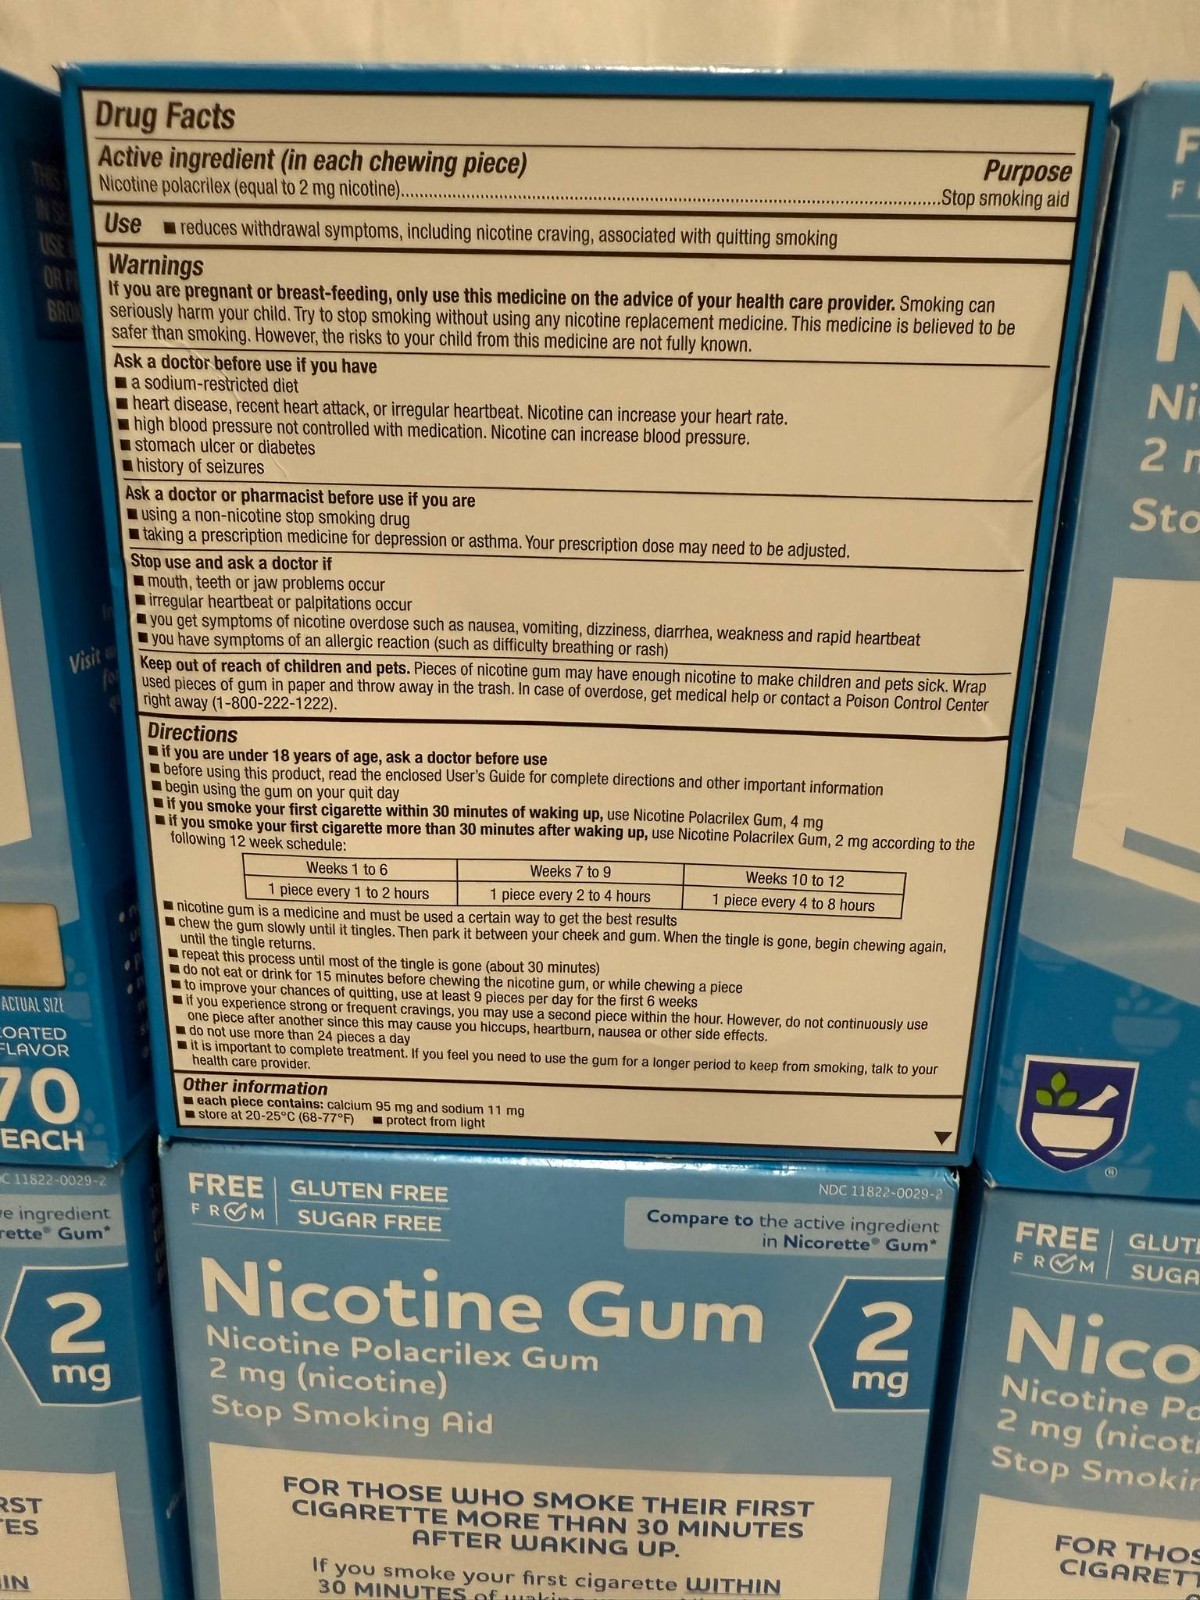 Drug Facts
Active ingredient (in each chewing piece)
Purpose
Nicotine polacrilex (equal to 2 mg nicotine)......Stop smoking aid
Use ■ reduces withdrawal symptoms, including nicotine craving, associated with quitting smoking
Warnings
If you are pregnant or breast-feeding, only use this medicine on the advice of your health care provider. Smoking can
seriously harm your child. Try to stop smoking without using any nicotine replacement medicine. This medicine is believed to be
safer than smoking. However, the risks to your child from this medicine are not fully known.
Ask a doctor before use if you have
■ a sodium-restricted diet
■ heart disease, recent heart attack, or irregular heartbeat. Nicotine can increase your heart rate.
■ high blood pressure not controlled with medication. Nicotine can increase blood pressure.
■ stomach ulcer or diabetes
■ history of seizures
Ask a doctor or pharmacist before use if you are
■ using a non-nicotine stop smoking drug
■ taking a prescription medicine for depression or asthma. Your prescription dose may need to be adjusted.
Stop use and ask a doctor if
■ mouth, teeth or jaw problems occur
■ irregular heartbeat or palpitations occur
■ you get symptoms of nicotine overdose such as nausea, vomiting, dizziness, diarrhea, weakness and rapid heartbeat
■ you have symptoms of an allergic reaction (such as difficulty breathing or rash)
Keep out of reach of children and pets. Pieces of nicotine gum may have enough nicotine to make children and pets sick. Wrap
used pieces of gum in paper and throw away in the trash. In case of overdose, get medical help or contact a Poison Control Center
right away (1-800-222-1222).
Directions
■ if you are under 18 years of age, ask a doctor before use
■ before using this product, read the enclosed User's Guide for complete directions and other important information
■ begin using the gum on your quit day
■ if you smoke your first cigarette within 30 minutes of waking up, use Nicotine Polacrilex Gum, 4 mg
■ if you smoke your first cigarette more than 30 minutes after waking up, use Nicotine Polacrilex Gum, 2 mg according to the
following 12 week schedule:
Weeks 1 to 6 Weeks 7 to 9 Weeks 10 to 12
1 piece every 1 to 2 hours 1 piece every 2 to 4 hours 1 piece every 4 to 8 hours
■ nicotine gum is a medicine and must be used a certain way to get the best results
■ chew the gum slowly until it tingles. Then park it between your cheek and gum. When the tingle is gone, begin chewing again,
until the tingle returns.
■ repeat this process until most of the tingle is gone (about 30 minutes)
■ do not eat or drink for 15 minutes before chewing the nicotine gum, or while chewing a piece
■ to improve your chances of quitting, use at least 9 pieces per day for the first 6 weeks
■ if you experience strong or frequent cravings, you may use a second piece within the hour. However, do not continuously use
one piece after another since this may cause you hiccups, heartburn, nausea or other side effects.
■ do not use more than 24 pieces a day
■ it is important to complete treatment. If you feel you need to use the gum for a longer period to keep from smoking, talk to your
health care provider.
Other information
■ each piece contains: calcium 95 mg and sodium 11 mg
■ store at 20-25°C (68-77°F) ■ protect from light
ACTUAL SIZE
COATED
FLAVOR
70
EACH
C 11822-0029-2
ve ingredient
rette® Gum*
2
mg
RST
TES
IN
FREE FROM
GLUTEN FREE
SUGAR FREE
NDC 11822-0029-2
Compare to the active ingredient
in Nicorette® Gum*
Nicotine Gum
Nicotine Polacrilex Gum
2 mg (nicotine)
Stop Smoking Aid
2
mg
FOR THOSE WHO SMOKE THEIR FIRST
CIGARETTE MORE THAN 30 MINUTES
AFTER WAKING UP.
If you smoke your first cigarette WITHIN
30 MINUTES of
F
F
N
Ni
2 m
Sto
FREE FROM
GLUT
SUGA
Nico
Nicotine Po
2 mg (nicoti
Stop Smokin
FOR THOS
CIGARETT